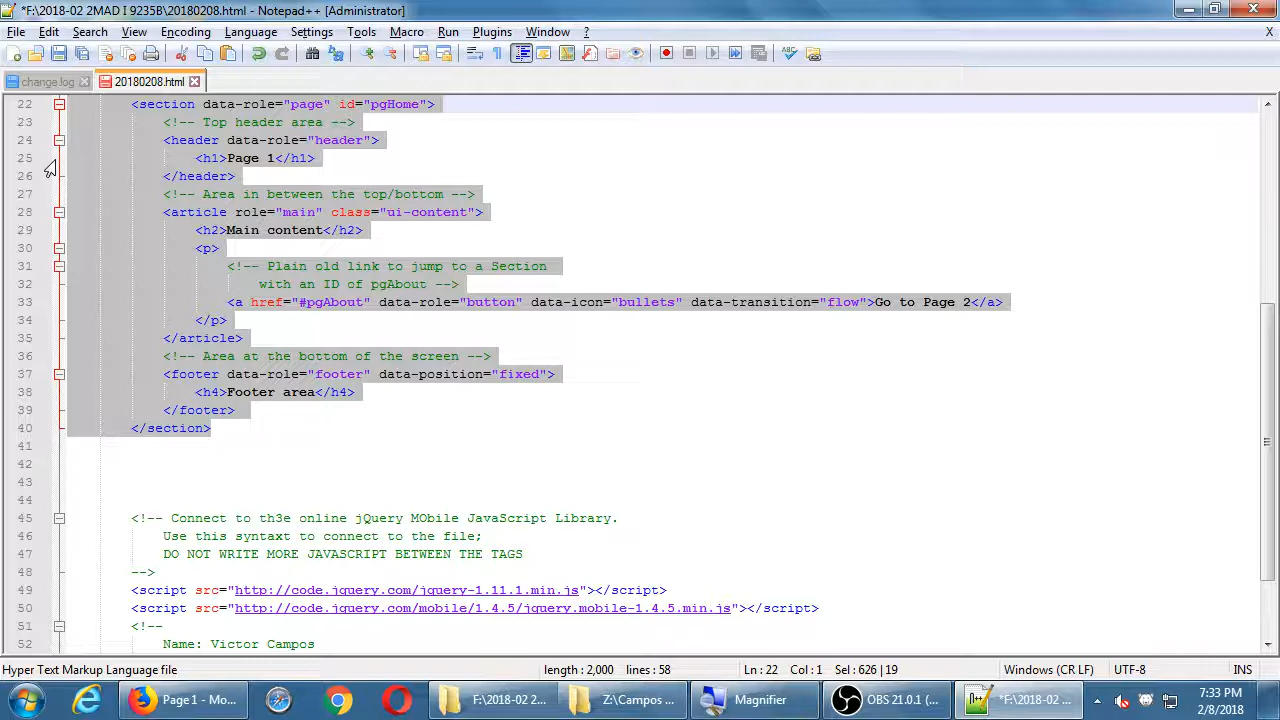 *F:\2018-02 2MAD I 9235B\20180208.html - Notepad++ [Administrator]
File Edit Search View Encoding Language Settings Tools Macro Run Plugins Window ? X
change.log 20180208.html
22 <section data-role="page" id="pgHome">
23 <!-- Top header area -->
24 <header data-role="header">
25 <h1>Page 1</h1>
26 </header>
27 <!-- Area in between the top/bottom -->
28 <article role="main" class="ui-content">
29 <h2>Main content</h2>
30 <p>
31 <!-- Plain old link to jump to a Section
32 with an ID of pgAbout -->
33 <a href="#pgAbout" data-role="button" data-icon="bullets" data-transition="flow">Go to Page 2</a>
34 </p>
35 </article>
36 <!-- Area at the bottom of the screen -->
37 <footer data-role="footer" data-position="fixed">
38 <h4>Footer area</h4>
39 </footer>
40 </section>
41
42
43
44
45 <!-- Connect to th3e online jQuery MObile JavaScript Library.
46 Use this syntaxt to connect to the file;
47 DO NOT WRITE MORE JAVASCRIPT BETWEEN THE TAGS
48 -->
49 <script src="http://code.jquery.com/jquery-1.11.1.min.js"></script>
50 <script src="http://code.jquery.com/mobile/1.4.5/jquery.mobile-1.4.5.min.js"></script>
51 <!--
52 Name: Victor Campos
Hyper Text Markup Language file length : 2,000 lines : 58 Ln : 22 Col : 1 Sel : 626 | 19 Windows (CR LF) UTF-8 INS
Page 1 - Mo... F:\2018-02 2... Z:\Campos ... Magnifier OBS 21.0.1 (... *F:\2018-02 ... 7:33 PM
2/8/2018